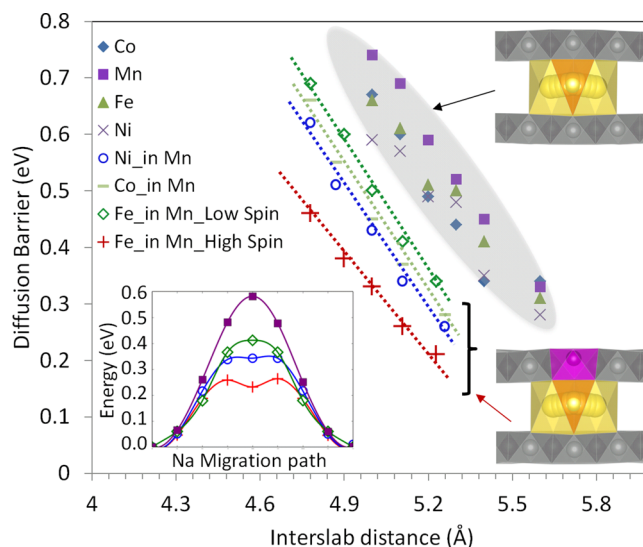 Diffusion Barrier (eV)
0.8
0.7
0.6
0.5
0.4
0.3
0.2
0.1
0
Co
Mn
Fe
Ni
Ni_in Mn
Co_in Mn
Fe_in Mn_Low Spin
Fe_in Mn_High Spin
Energy (eV)
0.6
0.5
0.4
0.3
0.2
0.1
0.0
Na Migration path
4 4.3 4.6 4.9 5.2 5.5 5.8
Interslab distance (Å)